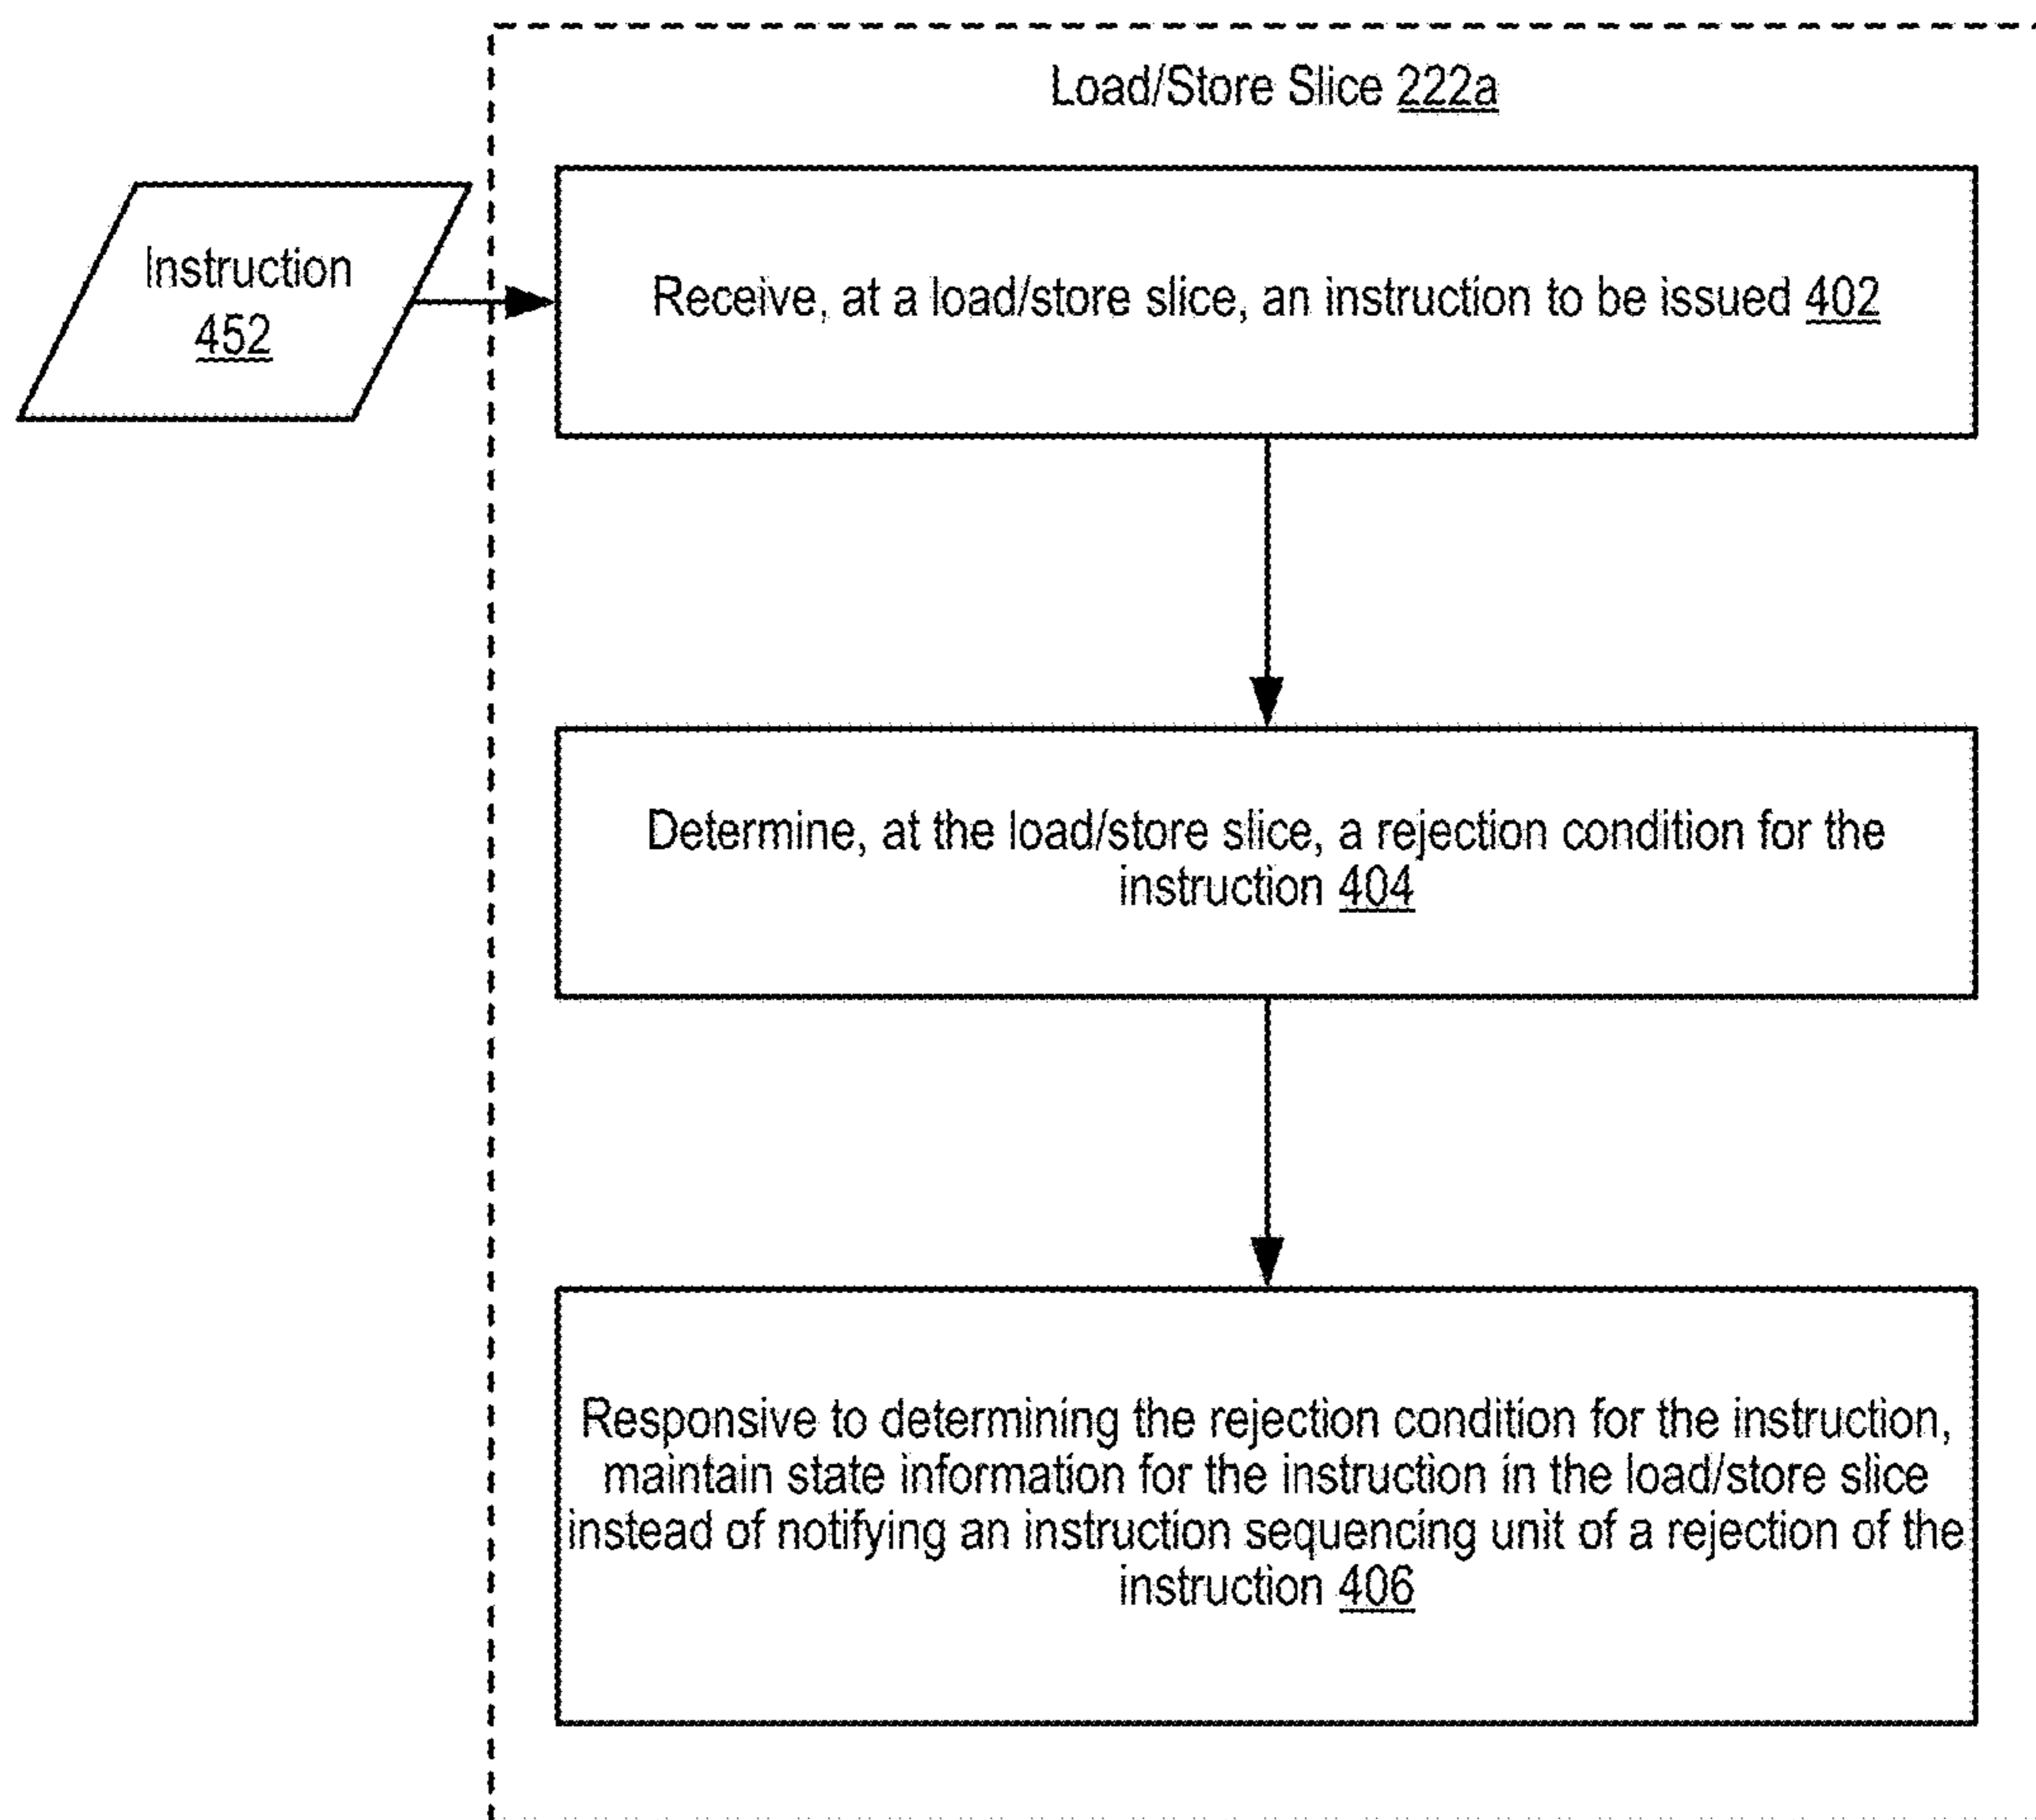 Load/Store Slice 222a
Instruction
452
Receive, at a load/store slice, an instruction to be issued 402
Determine, at the load/store slice, a rejection condition for the
instruction 404
Responsive to determining the rejection condition for the instruction,
maintain state information for the instruction in the load/store slice
instead of notifying an instruction sequencing unit of a rejection of the
instruction 406